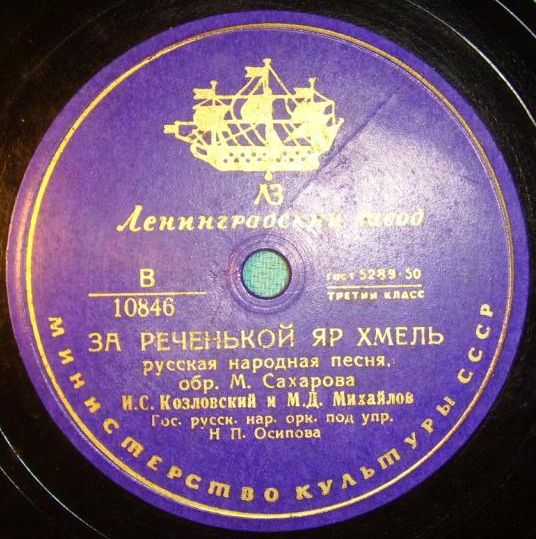 ЛЗ
Ленинградский завод
В
10846
ГОСТ 5289-50
ТРЕТИЙ КЛАСС
ЗА РЕЧЕНЬКОЙ ЯР ХМЕЛЬ
русская народная песня,
обр. М. Сахарова
И.С. Козловский и М.Д. Михайлов
Гос. русск. нар. орк. под упр.
Н П. Осипова
МИНИСТЕРСТВО КУЛЬТУРЫ СССР